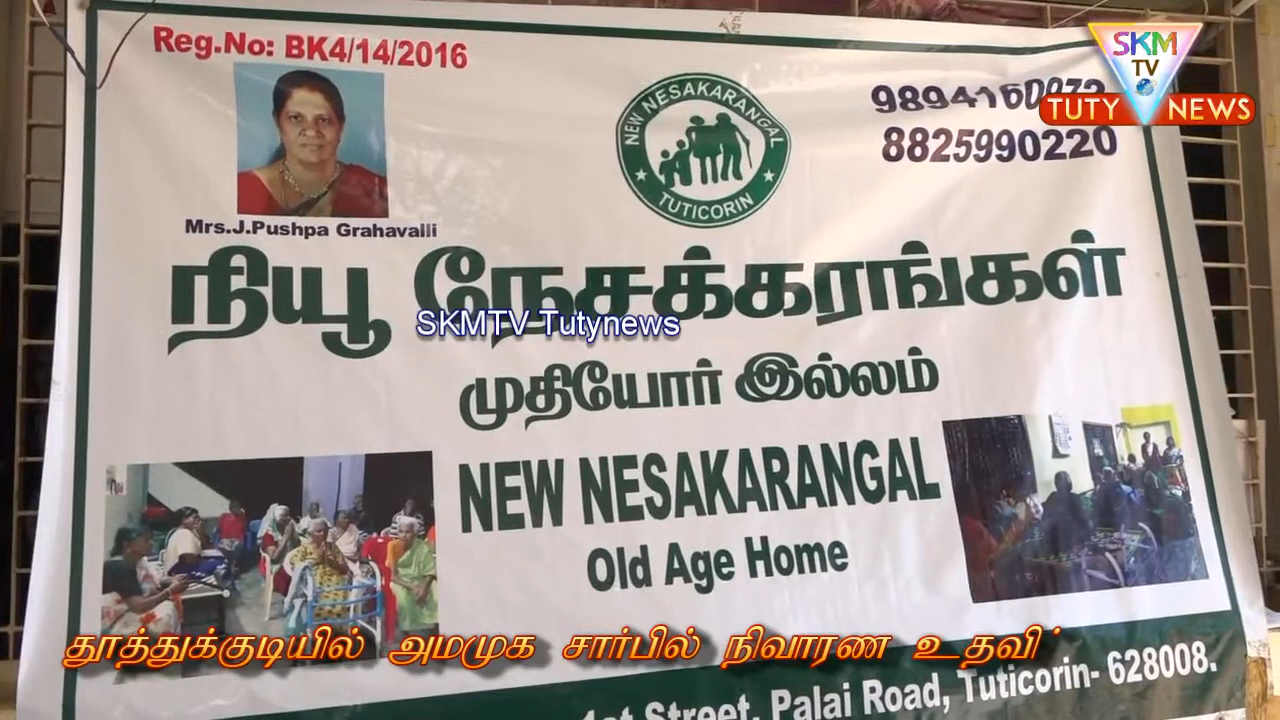 Reg.No: BK4/14/2016
SKM
TV
TUTY NEWS
NEW NESAKARANGAL
TUTICORIN
8825990220
Mrs.J.Pushpa Grahavalli
நியூ நேசக்கரங்கள்
SKMTV Tutynews
முதியோர் இல்லம்
NEW NESAKARANGAL
Old Age Home
தூத்துக்குடியில் அமமுக சார்பில் நிவாரண உதவி
1st Street, Palai Road, Tuticorin- 628008.